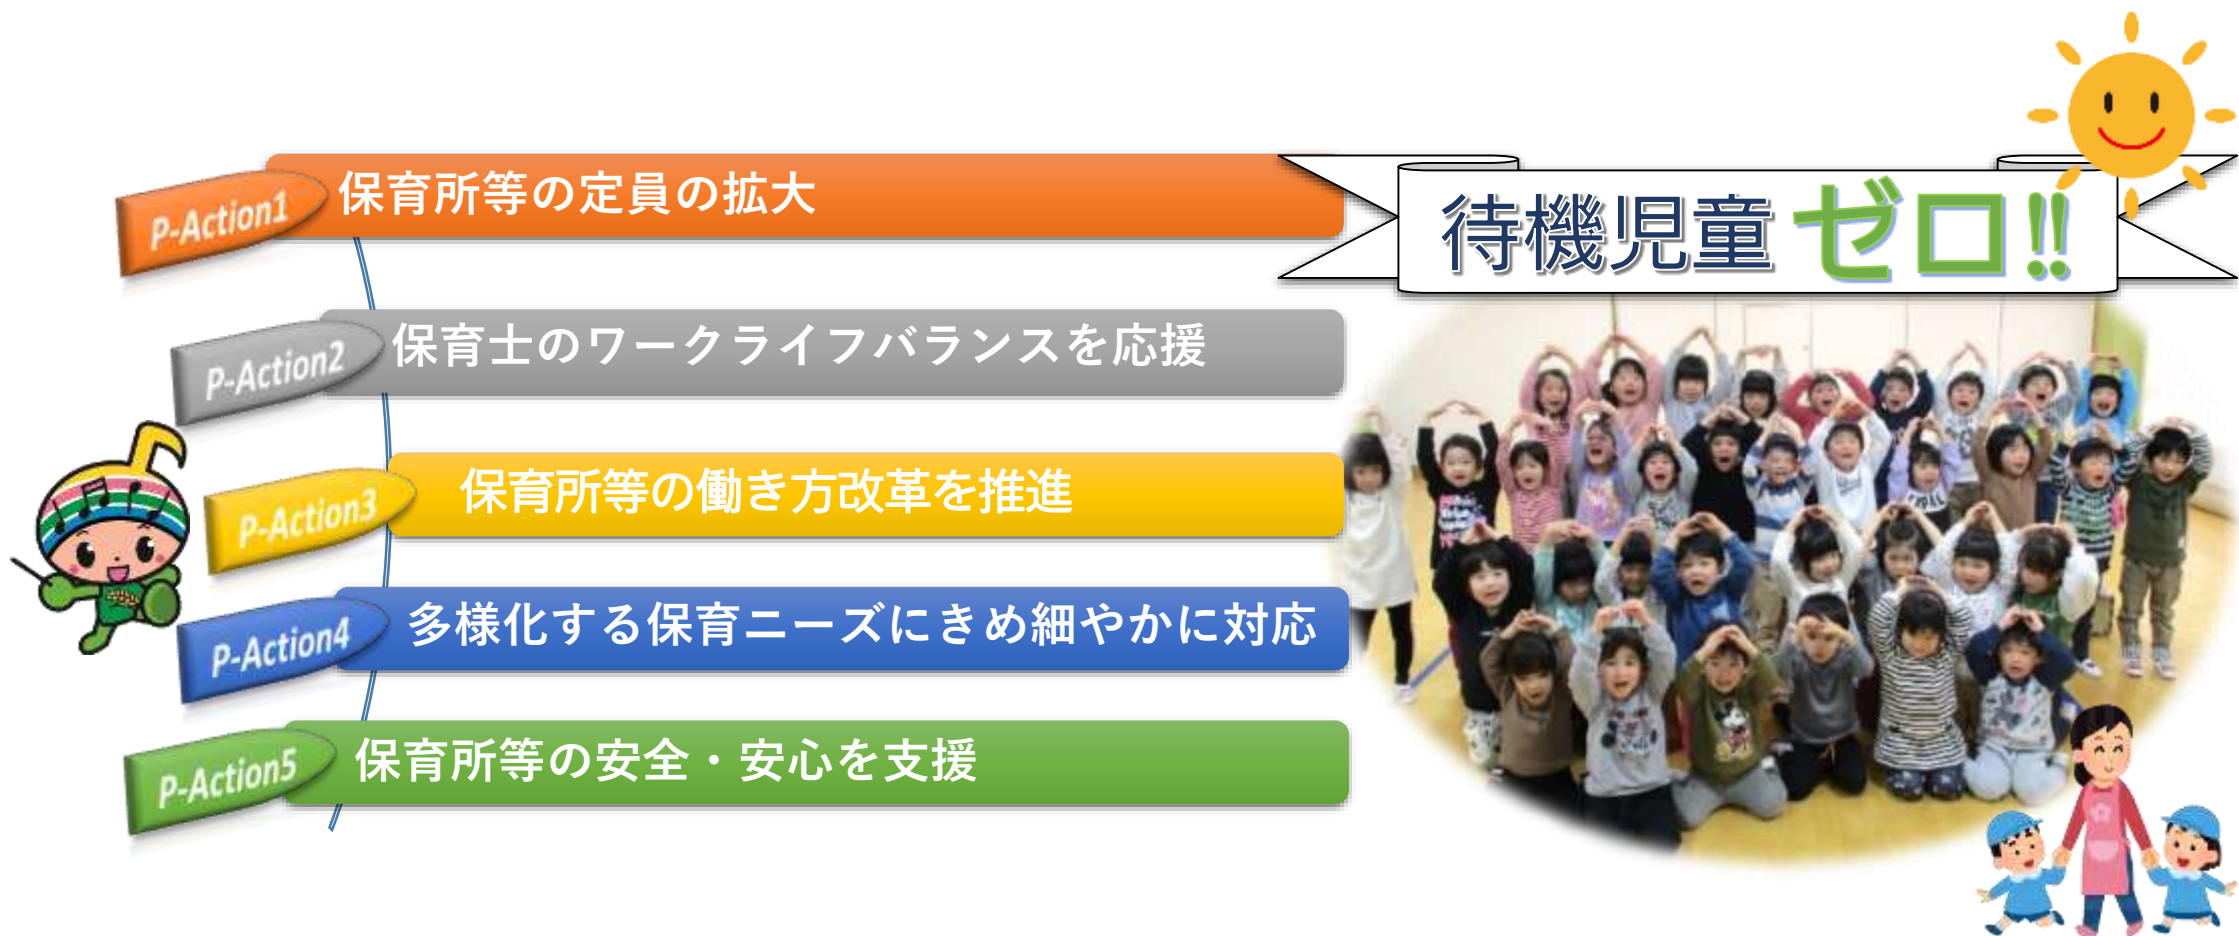 P-Action1 保育所等の定員の拡大
待機児童ゼロ!!
P-Action2 保育士のワークライフバランスを応援
P-Action3 保育所等の働き方改革を推進
P-Action4 多様化する保育ニーズにきめ細やかに対応
P-Action5 保育所等の安全・安心を支援